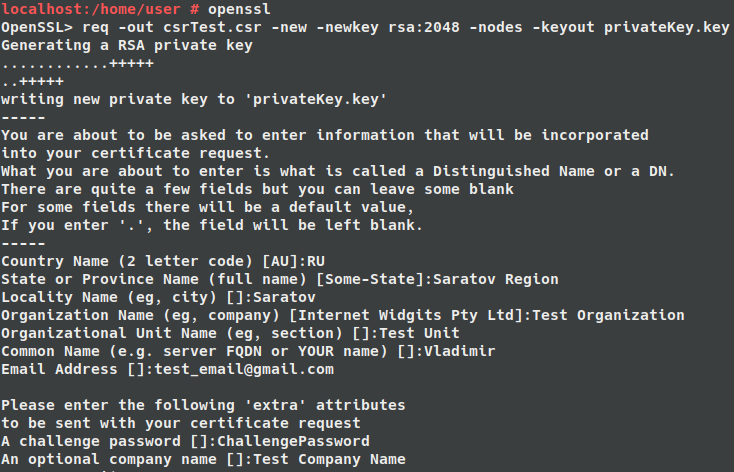 localhost:/home/user # openssl
OpenSSL> req -out csrTest.csr -new -newkey rsa:2048 -nodes -keyout privateKey.key
Generating a RSA private key
............+++++
..+++++
writing new private key to 'privateKey.key'
-----
You are about to be asked to enter information that will be incorporated
into your certificate request.
What you are about to enter is what is called a Distinguished Name or a DN.
There are quite a few fields but you can leave some blank
For some fields there will be a default value,
If you enter '.', the field will be left blank.
-----
Country Name (2 letter code) [AU]:RU
State or Province Name (full name) [Some-State]:Saratov Region
Locality Name (eg, city) []:Saratov
Organization Name (eg, company) [Internet Widgits Pty Ltd]:Test Organization
Organizational Unit Name (eg, section) []:Test Unit
Common Name (e.g. server FQDN or YOUR name) []:Vladimir
Email Address []:test_email@gmail.com

Please enter the following 'extra' attributes
to be sent with your certificate request
A challenge password []:ChallengePassword
An optional company name []:Test Company Name